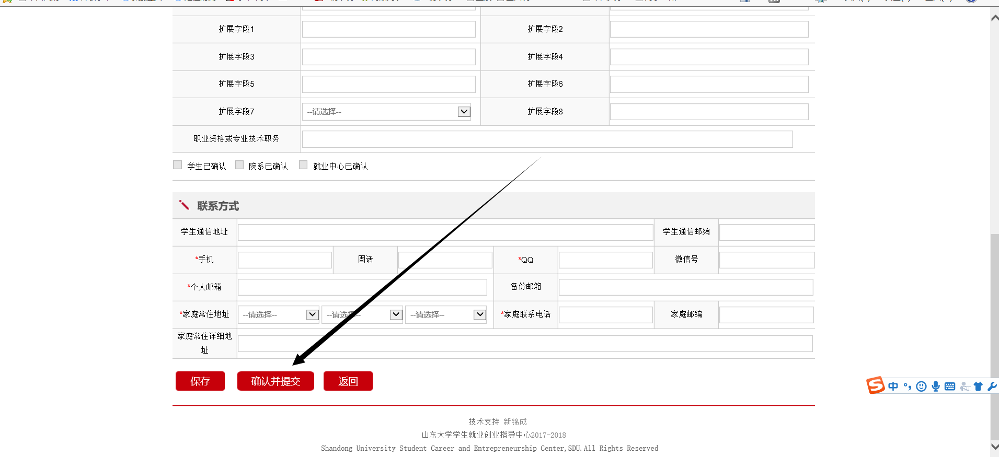 扩展字段1 扩展字段2
扩展字段3 扩展字段4
扩展字段5 扩展字段6
扩展字段7 --请选择-- 扩展字段8
职业资格或专业技术职务
学生已确认 院系已确认 就业中心已确认
联系方式
学生通信地址 学生通信邮编
*手机 固话 *QQ 微信号
*个人邮箱 备份邮箱
*家庭常住地址 --请选择-- --请选择-- --请选择-- *家庭联系电话 家庭邮编
家庭常住详细地
址
保存 确认并提交 返回
中
技术支持 新锦成
山东大学学生就业创业指导中心2017-2018
Shandong University Student Career and Entrepreneurship Center,SDU.All Rights Reserved